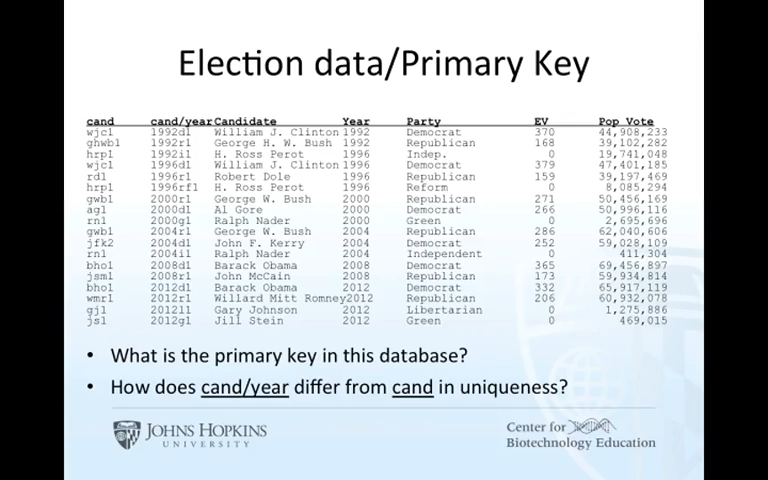 Election data/Primary Key
cand cand/year Candidate Year Party EV Pop Vote
wjc1 1992d1 William J. Clinton 1992 Democrat 370 44,908,233
ghwb1 1992r1 George H. W. Bush 1992 Republican 168 39,102,282
hrp1 1992i1 H. Ross Perot 1992 Indep. 0 19,741,048
wjc1 1996d1 William J. Clinton 1996 Democrat 379 47,401,185
rd1 1996r1 Robert Dole 1996 Republican 159 39,197,469
hrp1 1996rf1 H. Ross Perot 1996 Reform 0 8,085,294
gwb1 2000r1 George W. Bush 2000 Republican 271 50,456,169
ag1 2000d1 Al Gore 2000 Democrat 266 50,996,116
rn1 2000g1 Ralph Nader 2000 Green 0 2,695,696
gwb1 2004r1 George W. Bush 2004 Republican 286 62,040,606
jfk2 2004d1 John F. Kerry 2004 Democrat 252 59,028,109
rn1 2004i1 Ralph Nader 2004 Independent 0 411,304
bho1 2008d1 Barack Obama 2008 Democrat 365 69,456,897
jsm1 2008r1 John McCain 2008 Republican 173 59,934,814
bho1 2012d1 Barack Obama 2012 Democrat 332 65,917,119
wmr1 2012r1 Willard Mitt Romney2012 Republican 206 60,932,078
gj1 2012l1 Gary Johnson 2012 Libertarian 0 1,275,886
js1 2012g1 Jill Stein 2012 Green 0 469,015
• What is the primary key in this database?
• How does cand/year differ from cand in uniqueness?
JOHNS HOPKINS
UNIVERSITY
Center for
Biotechnology Education